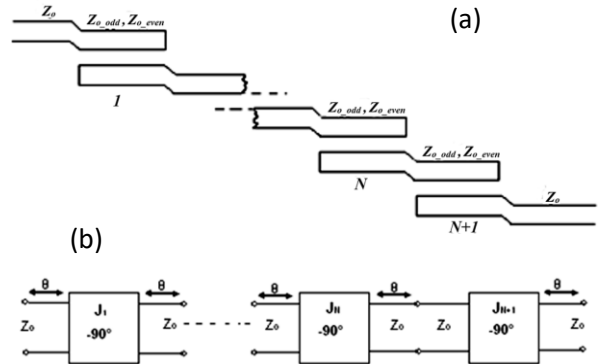 Zo Zo_odd, Zo_even (a)
1
Zo_odd, Zo_even
Zo_odd, Zo_even
N
Zo
N+1
(b)
θ θ θ θ θ
J1 JN JN+1
Zo -90° Zo Zo -90° Zo -90° Zo